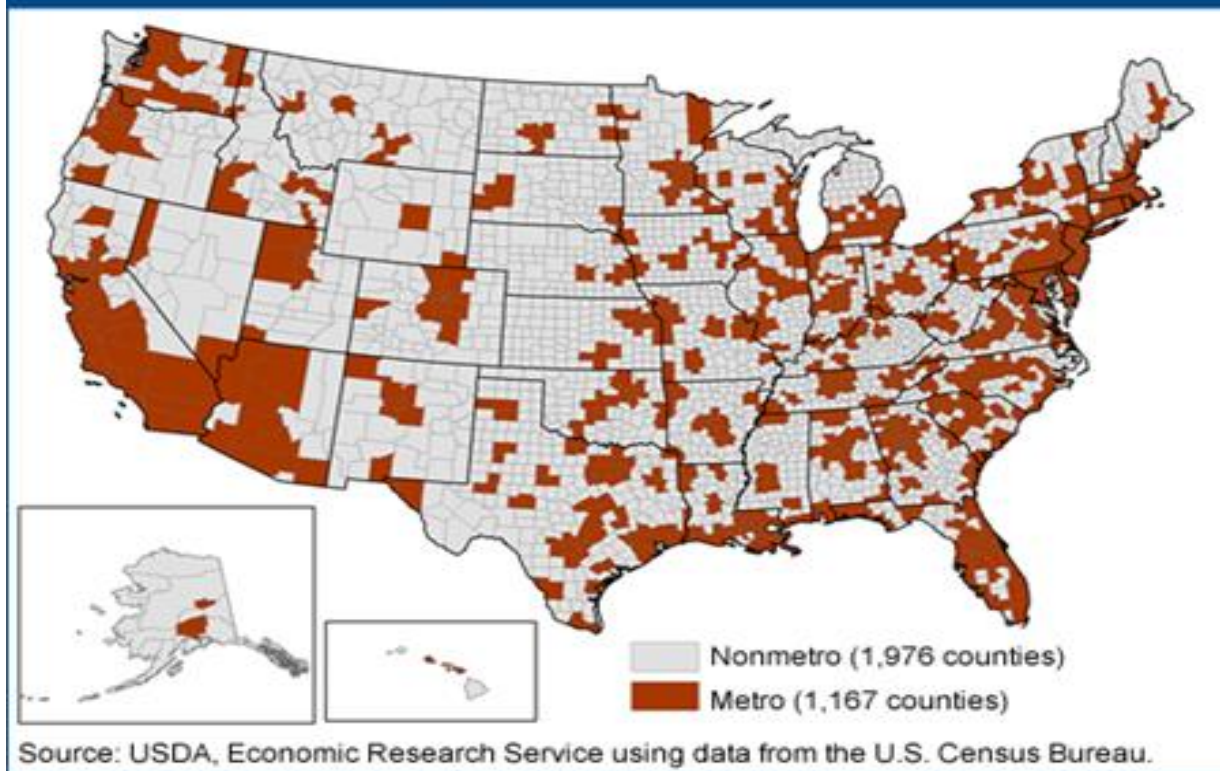 Nonmetro (1,976 counties)
Metro (1,167 counties)
Source: USDA, Economic Research Service using data from the U.S. Census Bureau.